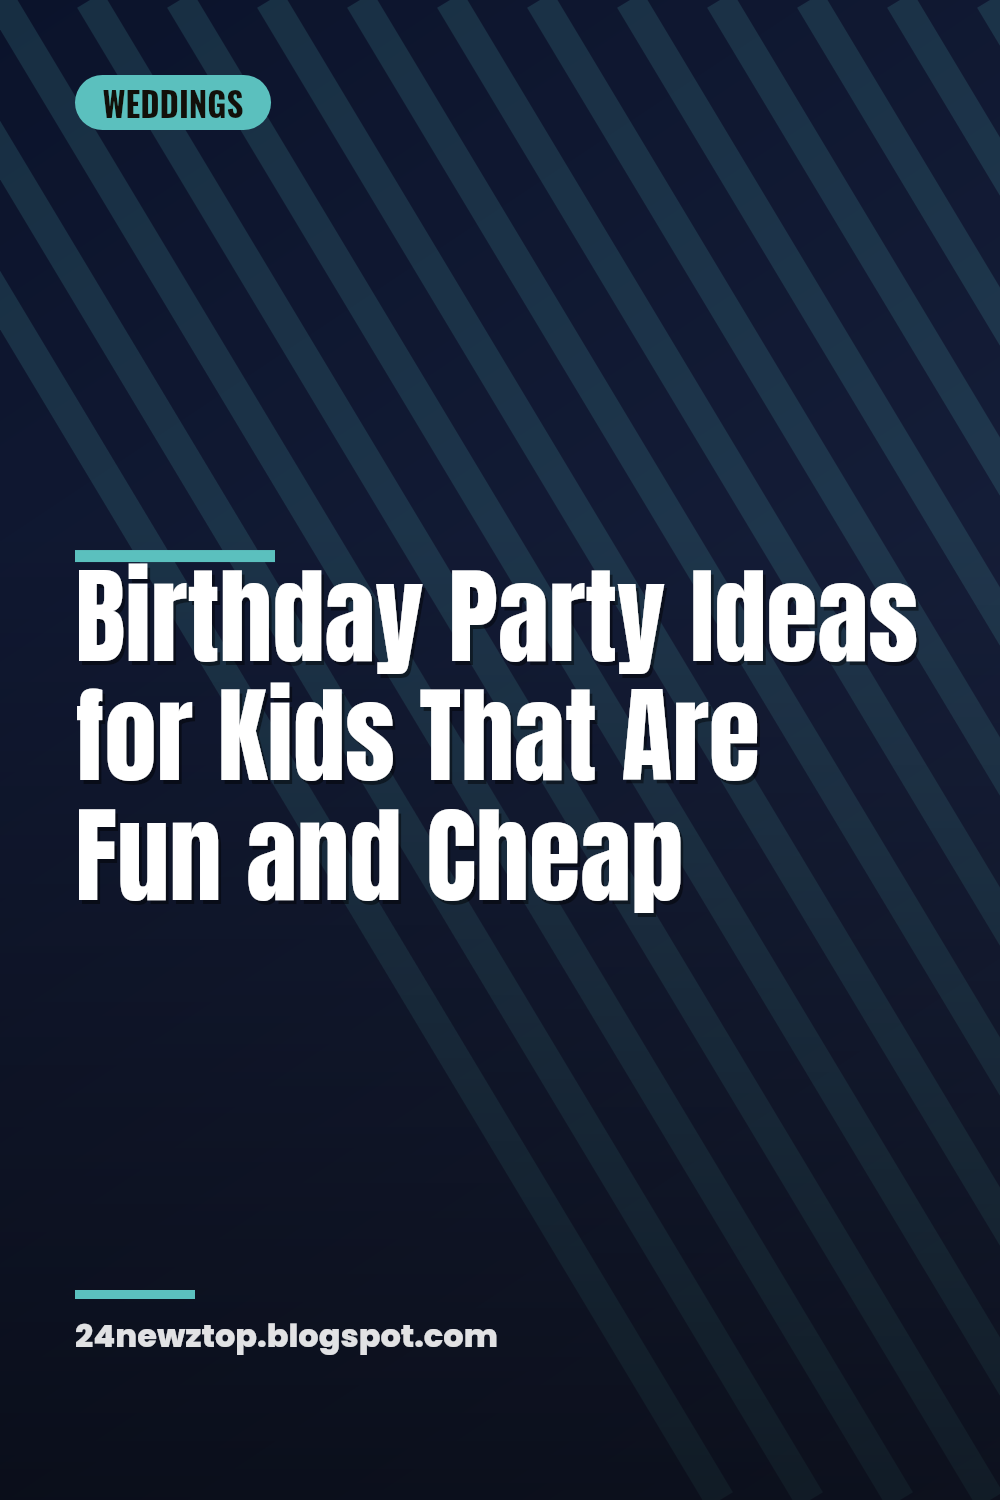 WEDDINGS
Birthday Party Ideas
for Kids That Are
Fun and Cheap
24newztop.blogspot.com